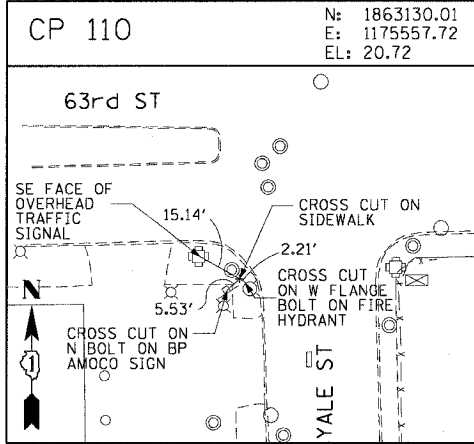 CP 110
N: 1863130.01
E: 1175557.72
EL: 20.72
63rd ST
SE FACE OF
OVERHEAD
TRAFFIC
SIGNAL
15.14'
CROSS CUT ON
SIDEWALK
2.21'
CROSS CUT
ON W FLANGE
BOLT ON FIRE
HYDRANT
5.53'
CROSS CUT ON
N BOLT ON BP
AMOCO SIGN
N
1
YALE ST